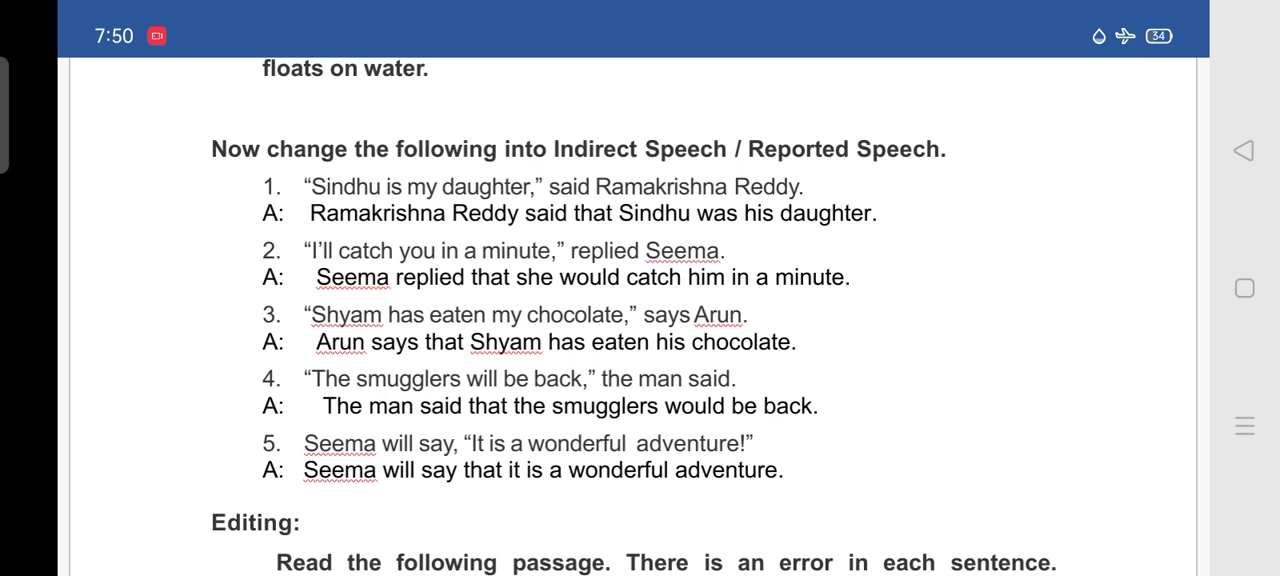 7:50
34
floats on water.
Now change the following into Indirect Speech / Reported Speech.
1. “Sindhu is my daughter,” said Ramakrishna Reddy.
A: Ramakrishna Reddy said that Sindhu was his daughter.
2. “I’ll catch you in a minute,” replied Seema.
A: Seema replied that she would catch him in a minute.
3. “Shyam has eaten my chocolate,” says Arun.
A: Arun says that Shyam has eaten his chocolate.
4. “The smugglers will be back,” the man said.
A: The man said that the smugglers would be back.
5. Seema will say, “It is a wonderful adventure!”
A: Seema will say that it is a wonderful adventure.
Editing:
Read the following passage. There is an error in each sentence.